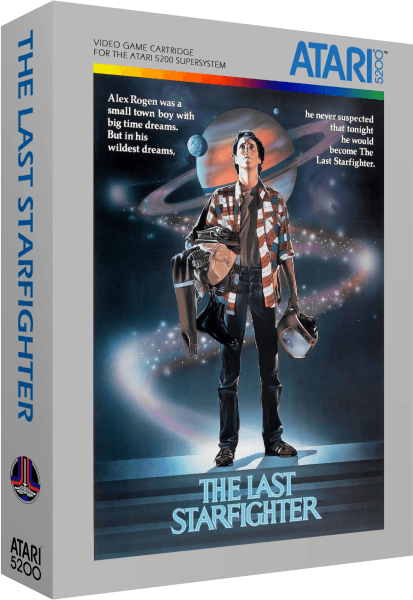 THE LAST STARFIGHTER
ATARI
5200
VIDEO GAME CARTRIDGE
FOR THE ATARI 5200 SUPERSYSTEM
ATARI
5200
Alex Rogen was a
small town boy with
big time dreams.
But in his
wildest dreams,
he never suspected
that tonight
he would
become The
Last Starfighter.
THE LAST
STARFIGHTER